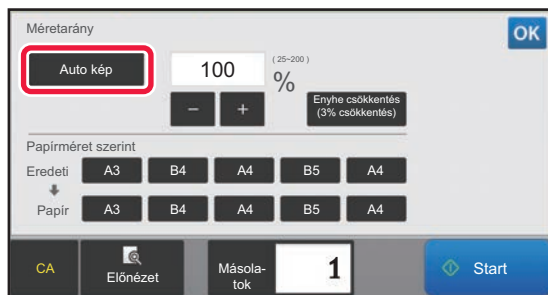 Méretarány
OK
Auto kép
100
(25~200)
%
−
+
Enyhe csökkentés
(3% csökkentés)
Papírméret szerint
Eredeti A3 B4 A4 B5 A4
Papír A3 B4 A4 B5 A4
CA
Előnézet
Másola-
tok
1
Start